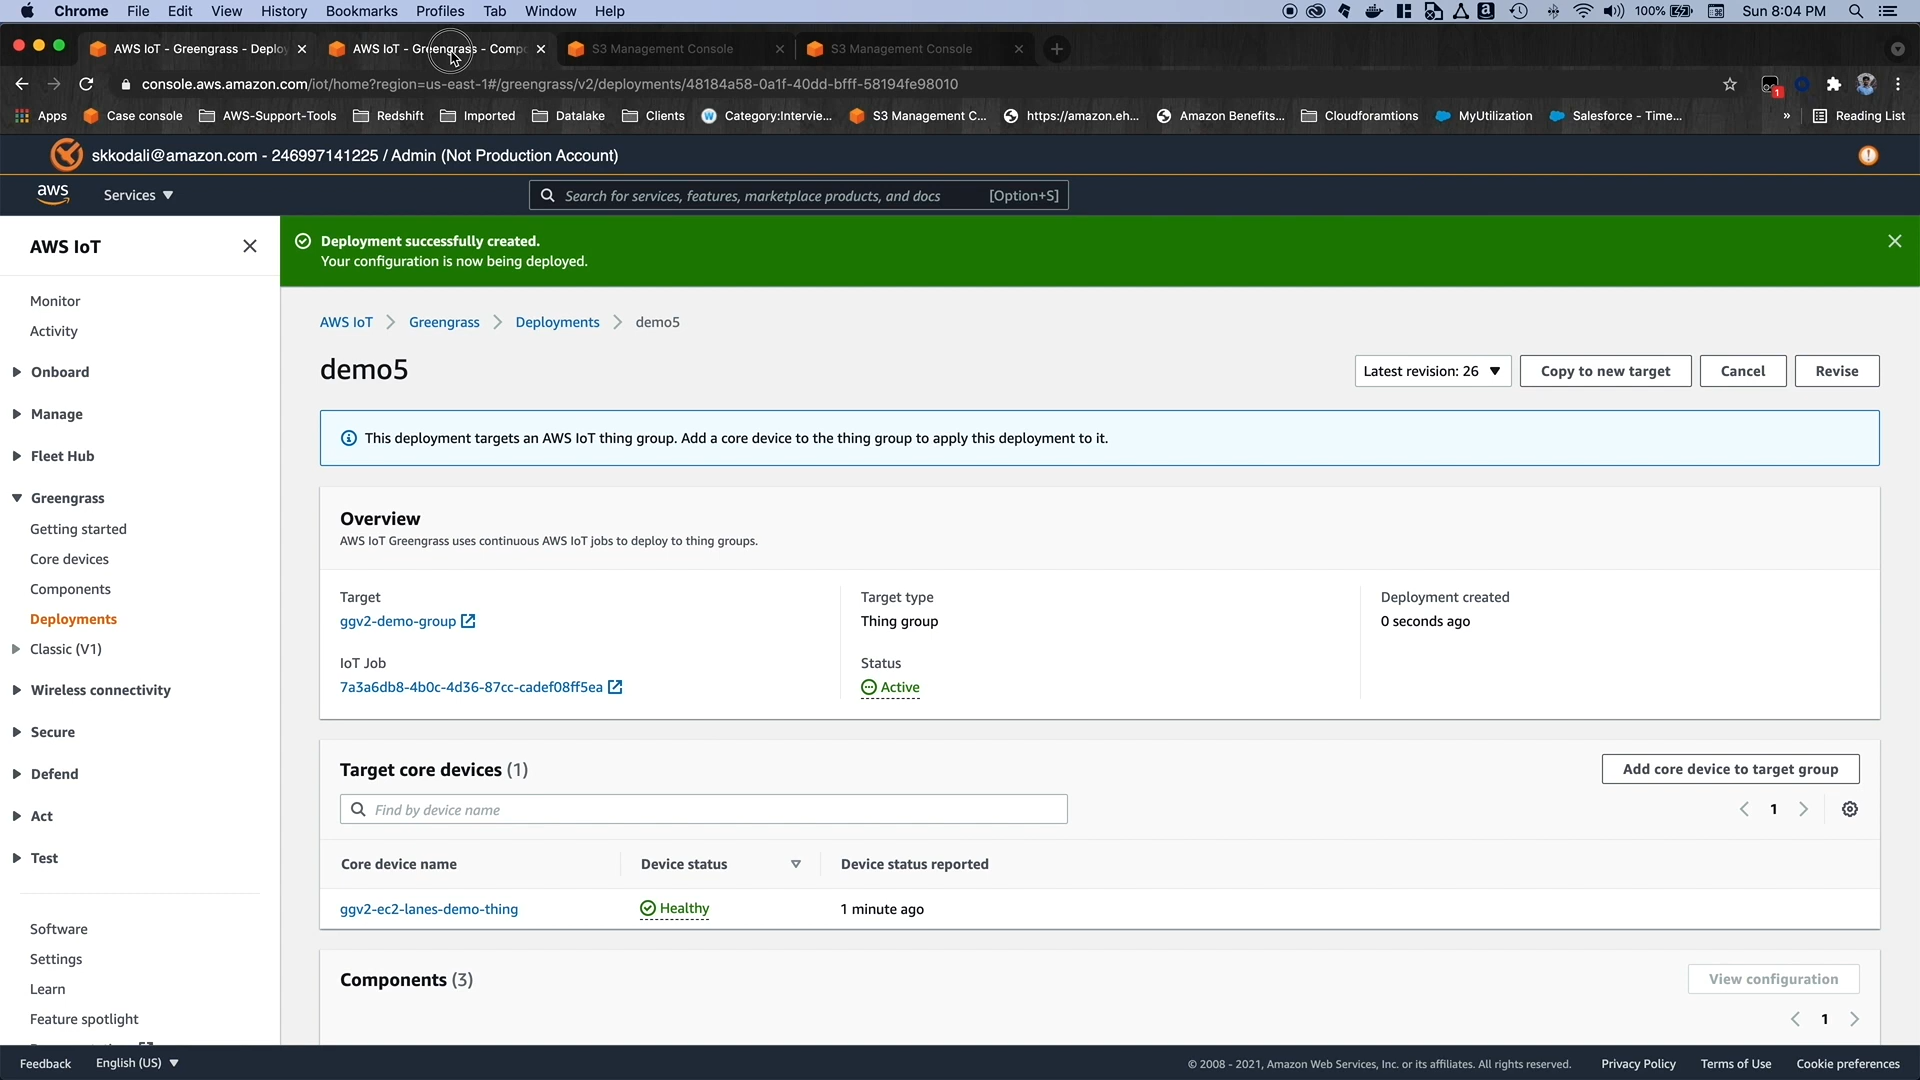 Chrome File Edit View History Bookmarks Profiles Tab Window Help 100% Sun 8:04 PM
AWS IoT - Greengrass - Deploy AWS IoT - Greengrass - Compo S3 Management Console S3 Management Console
console.aws.amazon.com/iot/home?region=us-east-1#/greengrass/v2/deployments/48184a58-0a1f-40dd-bfff-58194fe98010
Apps Case console AWS-Support-Tools Redshift Imported Datalake Clients Category:Intervie... S3 Management C... https://amazon.eh... Amazon Benefits... Cloudforamtions MyUtilization Salesforce - Time... » Reading List
skkodali@amazon.com - 246997141225 / Admin (Not Production Account)
aws Services Search for services, features, marketplace products, and docs [Option+S]
AWS IoT
Monitor
Activity
Onboard
Manage
Fleet Hub
Greengrass
Getting started
Core devices
Components
Deployments
Classic (V1)
Wireless connectivity
Secure
Defend
Act
Test
Software
Settings
Learn
Feature spotlight
Deployment successfully created.
Your configuration is now being deployed.
AWS IoT Greengrass Deployments demo5
demo5
Latest revision: 26 Copy to new target Cancel Revise
This deployment targets an AWS IoT thing group. Add a core device to the thing group to apply this deployment to it.
Overview
AWS IoT Greengrass uses continuous AWS IoT jobs to deploy to thing groups.
Target Target type Deployment created
ggv2-demo-group Thing group 0 seconds ago
IoT Job Status
7a3a6db8-4b0c-4d36-87cc-cadef08ff5ea Active
Target core devices (1) Add core device to target group
Find by device name 1
Core device name Device status Device status reported
ggv2-ec2-lanes-demo-thing Healthy 1 minute ago
Components (3) View configuration
1
Feedback English (US) © 2008 - 2021, Amazon Web Services, Inc. or its affiliates. All rights reserved. Privacy Policy Terms of Use Cookie preferences